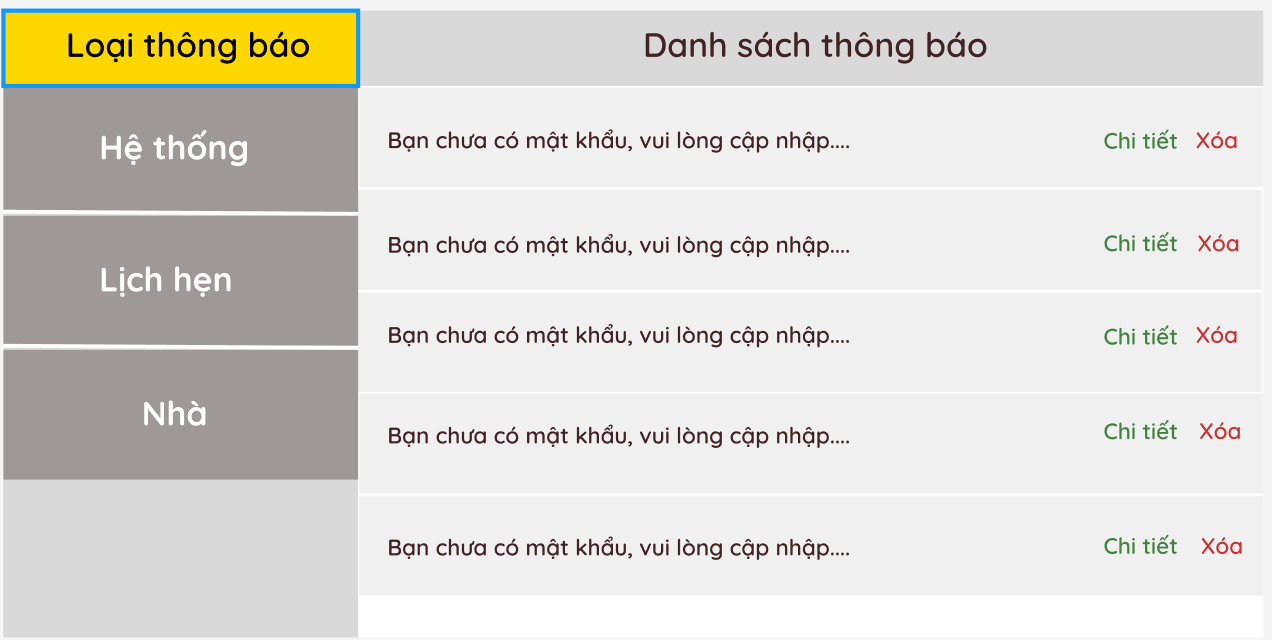 Loại thông báo
Danh sách thông báo
Hệ thống
Lịch hẹn
Nhà
Bạn chưa có mật khẩu, vui lòng cập nhập.... Chi tiết Xóa
Bạn chưa có mật khẩu, vui lòng cập nhập.... Chi tiết Xóa
Bạn chưa có mật khẩu, vui lòng cập nhập.... Chi tiết Xóa
Bạn chưa có mật khẩu, vui lòng cập nhập.... Chi tiết Xóa
Bạn chưa có mật khẩu, vui lòng cập nhập.... Chi tiết Xóa